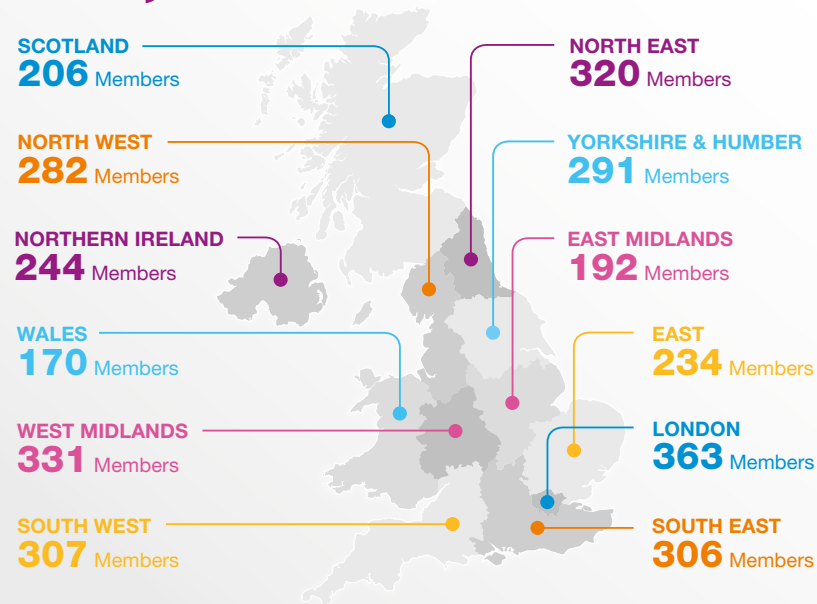 SCOTLAND
206 Members
NORTH WEST
282 Members
NORTHERN IRELAND
244 Members
WALES
170 Members
WEST MIDLANDS
331 Members
SOUTH WEST
307 Members
NORTH EAST
320 Members
YORKSHIRE & HUMBER
291 Members
EAST MIDLANDS
192 Members
EAST
234 Members
LONDON
363 Members
SOUTH EAST
306 Members